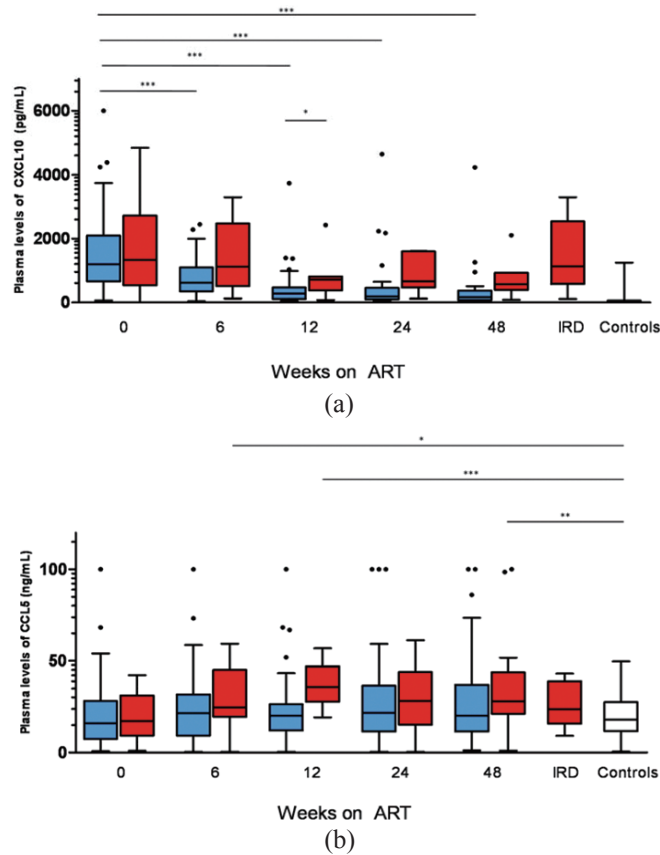 ***
***
***
***
*
Plasma levels of CXCL10 (pg/mL)
6000
4000
2000
0
0 6 12 24 48 IRD Controls
Weeks on ART
(a)
*
***
**
Plasma levels of CCL5 (ng/mL)
100
50
0
0 6 12 24 48 IRD Controls
Weeks on ART
(b)